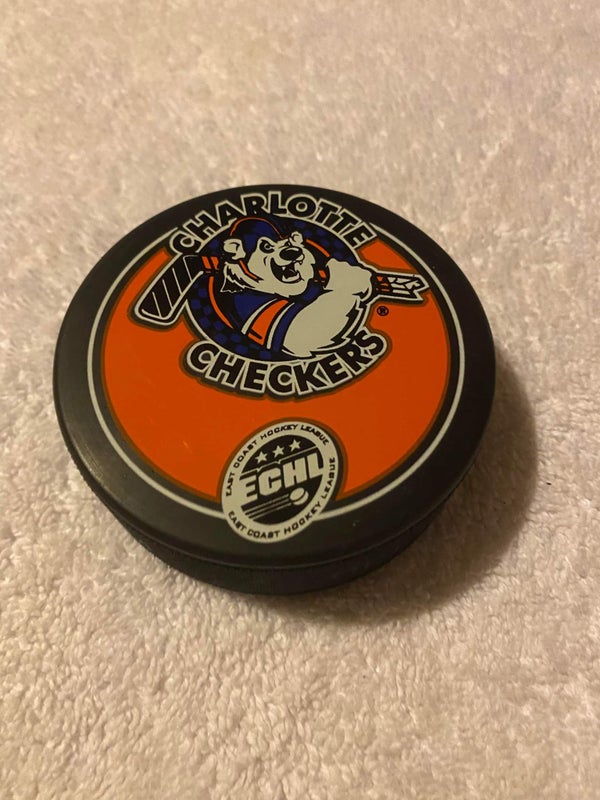 CHARLOTTE
CHECKERS
®
EAST COAST HOCKEY LEAGUE
ECHL
EAST COAST HOCKEY LEAGUE